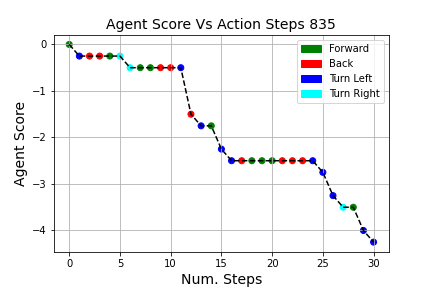 Agent Score Vs Action Steps 835
Forward
Back
Turn Left
Turn Right
Agent Score
0
−1
−2
−3
−4
0 5 10 15 20 25 30
Num. Steps